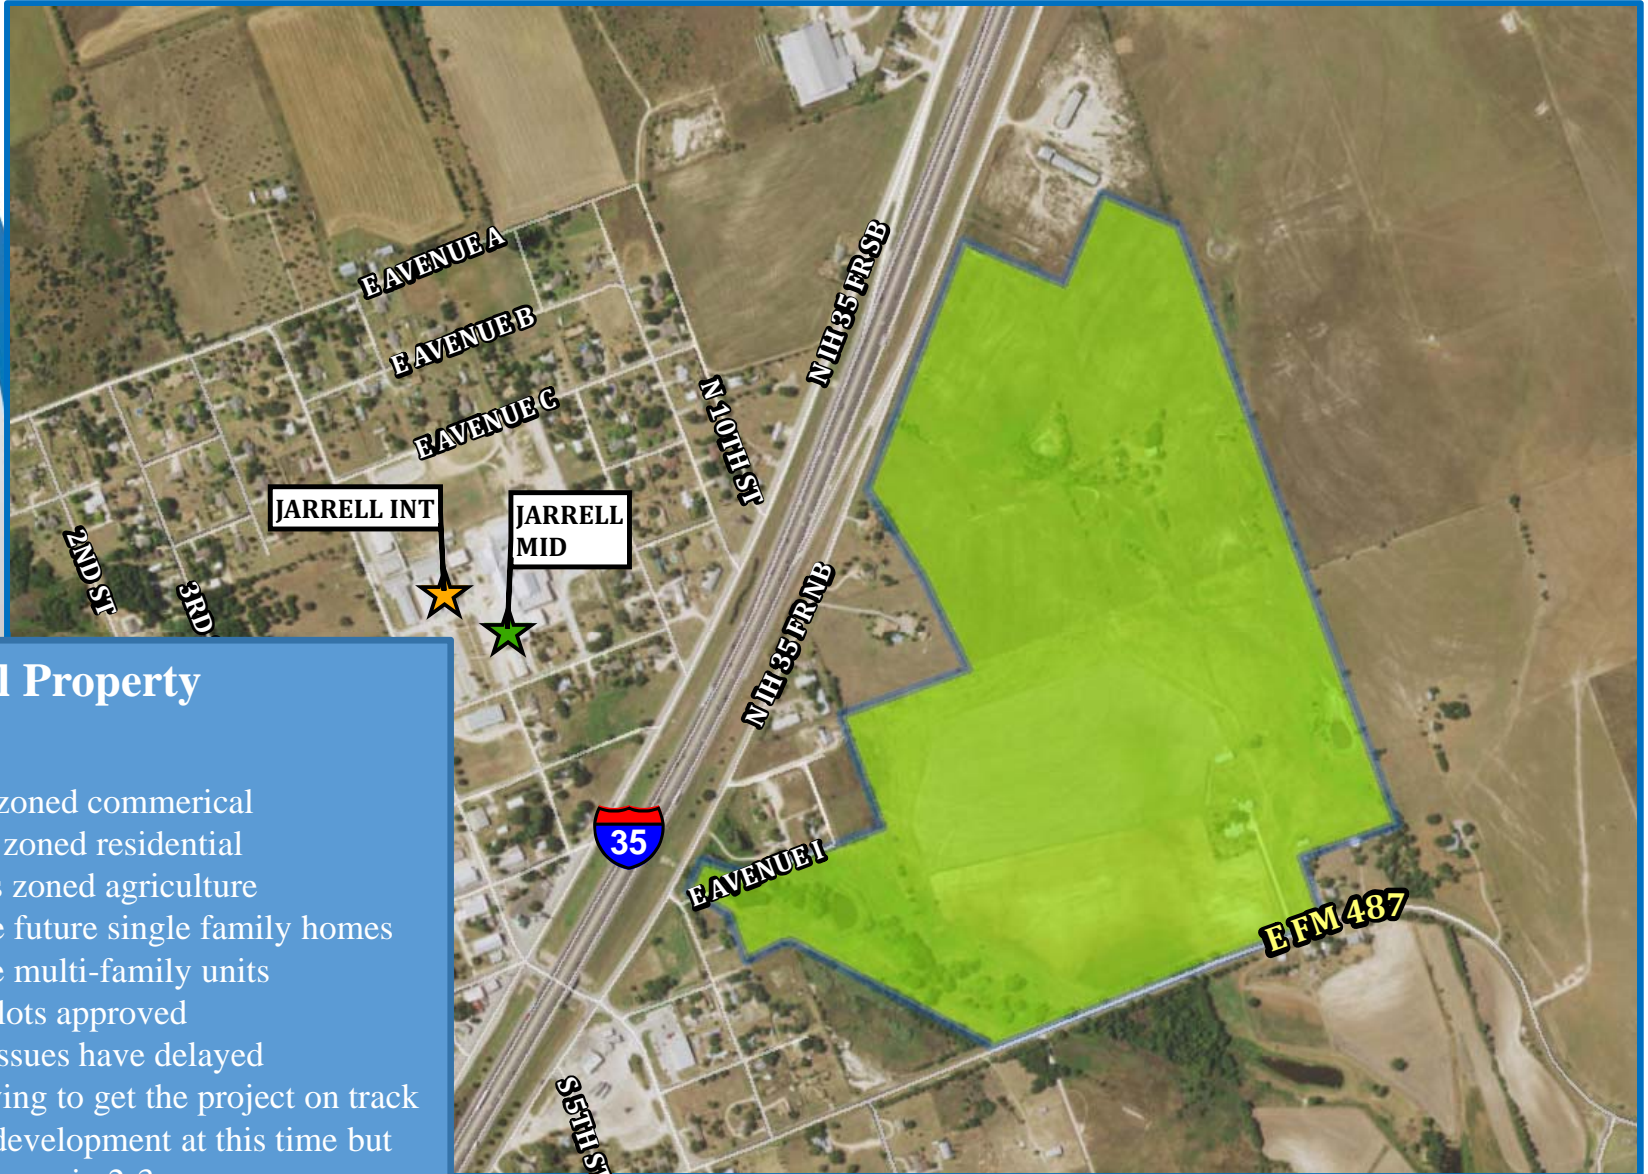 E AVENUE A
E AVENUE B
E AVENUE C
N 10TH ST
N IH 35 FR SB
N IH 35 FR NB
JARRELL INT
JARRELL
MID
2ND ST
3RD
35
E AVENUE I
E FM 487
S 5TH ST
Property
zoned commerical
zoned residential
zoned agriculture
future single family homes
multi-family units
lots approved
issues have delayed
to get the project on track
development at this time but